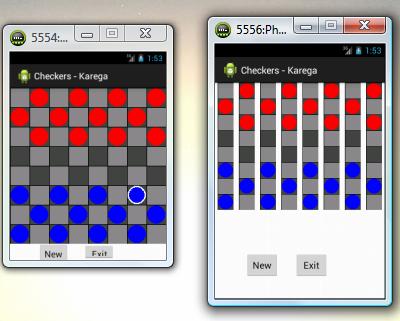 5554:...
1:53
Checkers - Karega
New
Exit
5556:Ph...
1:53
Checkers - Karega
New
Exit